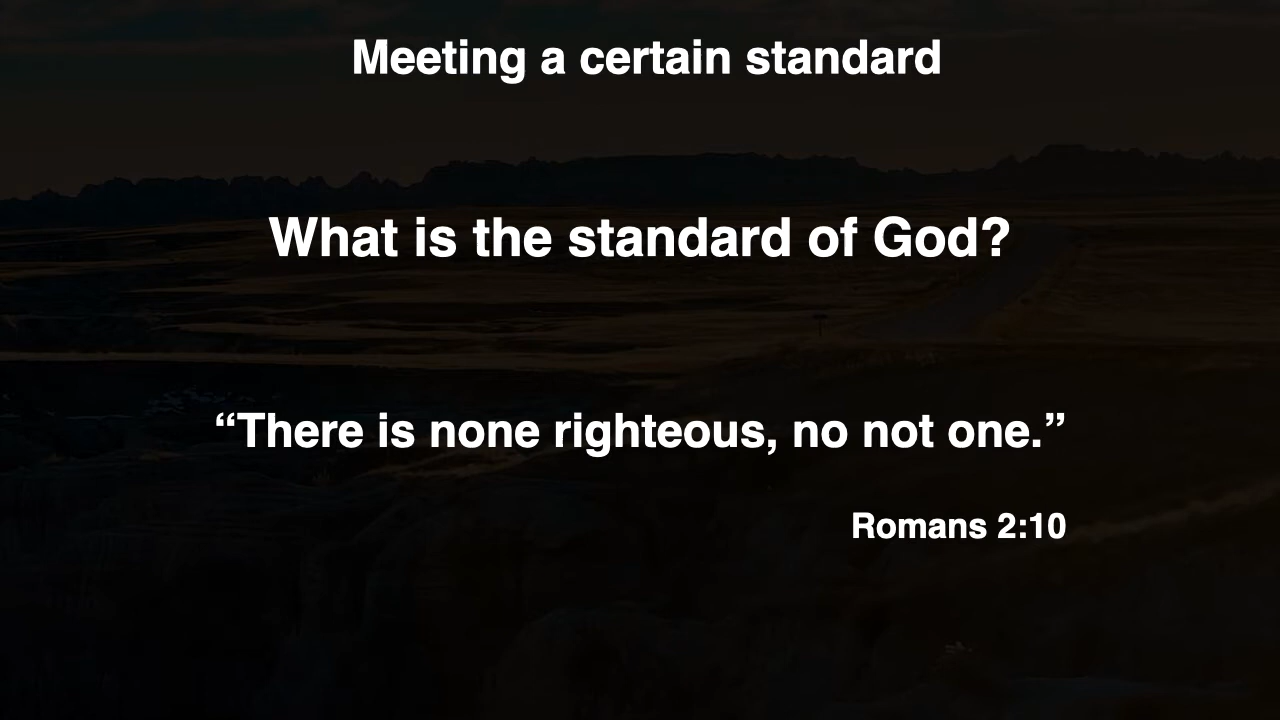 Meeting a certain standard
What is the standard of God?
“There is none righteous, no not one.”
Romans 2:10